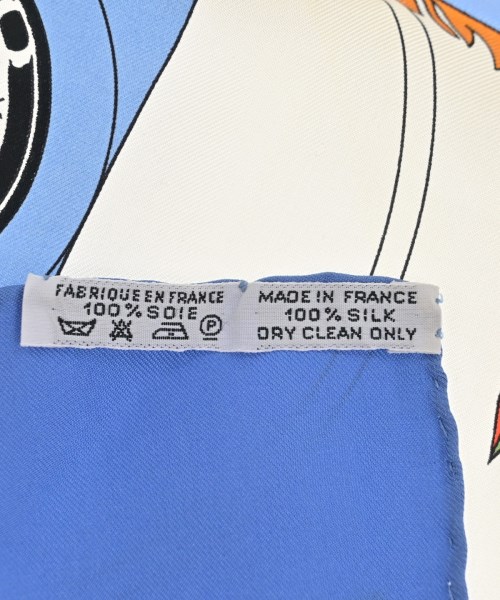 FABRIQUE EN FRANCE
100% SOIE
P
MADE IN FRANCE
100% SILK
DRY CLEAN ONLY